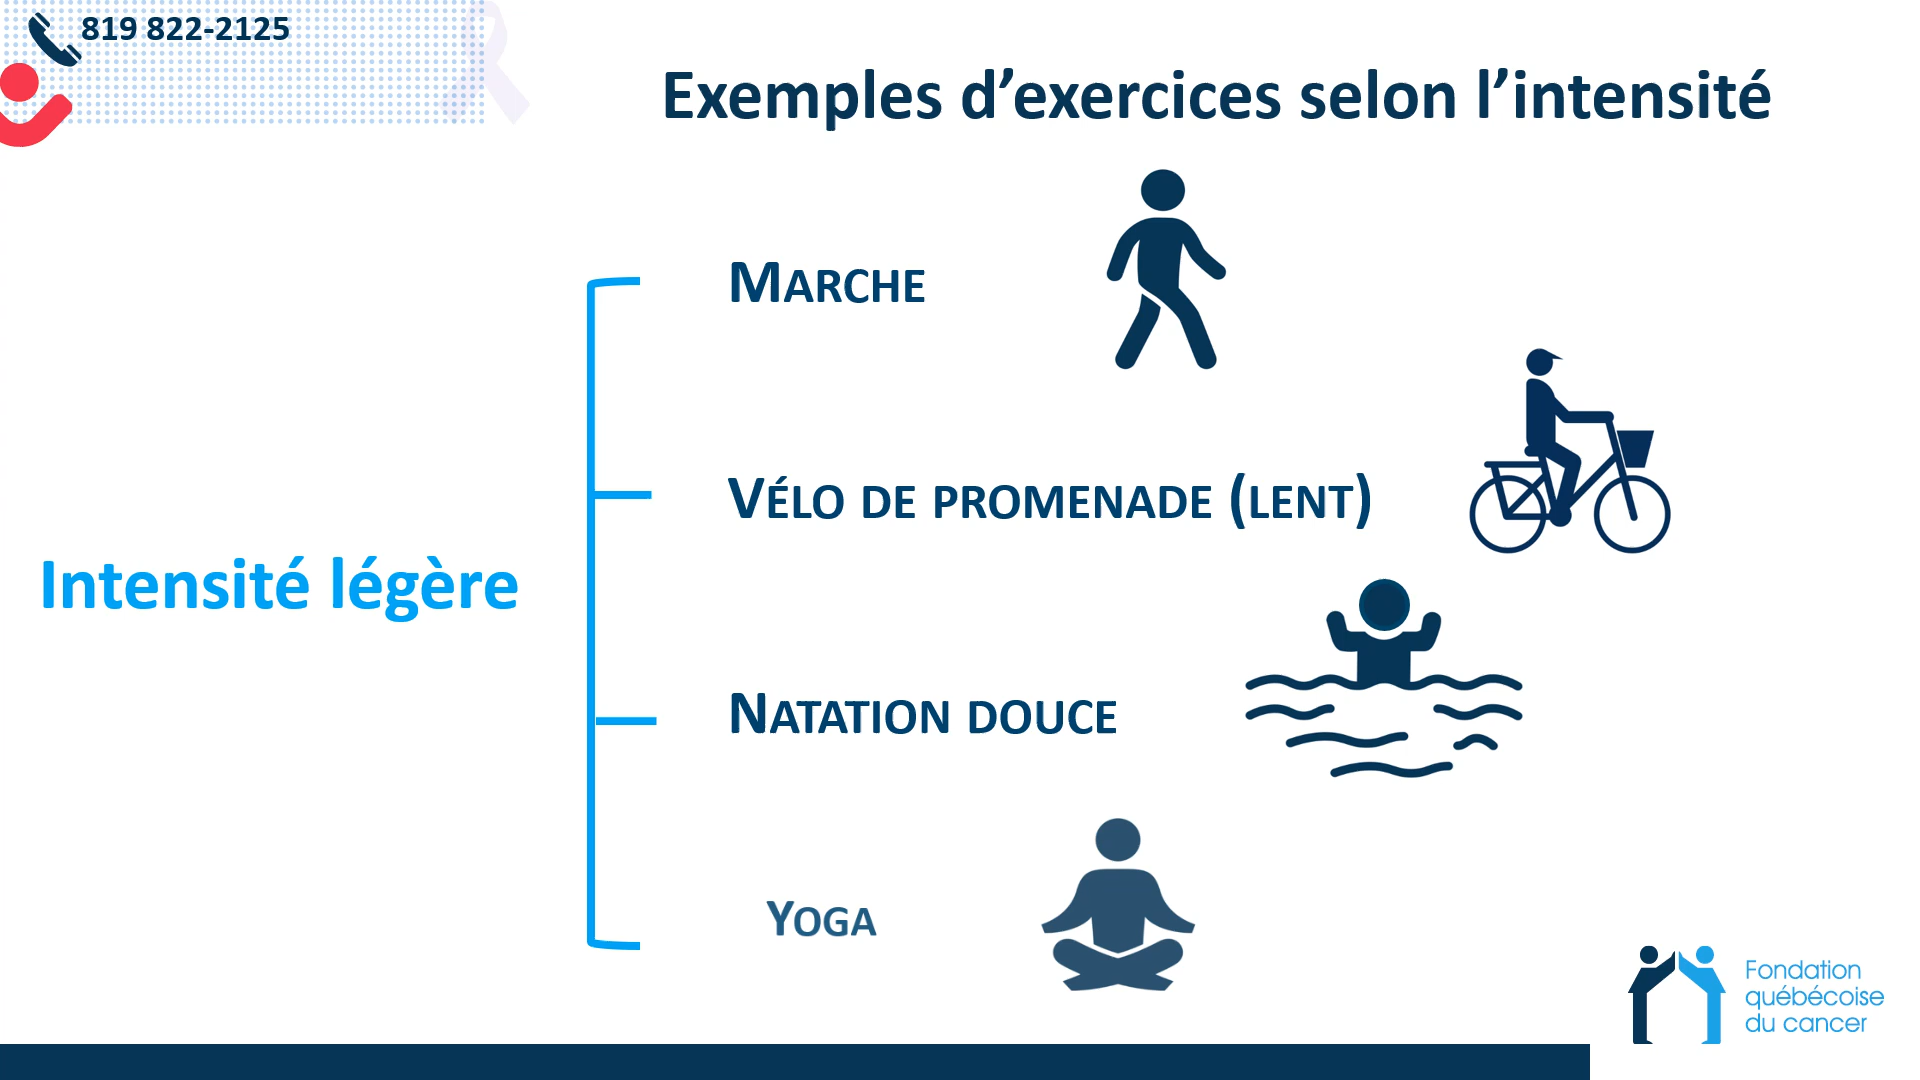 819 822-2125
Exemples d’exercices selon l’intensité
MARCHE
VÉLO DE PROMENADE (LENT)
Intensité légère
NATATION DOUCE
YOGA
Fondation
québécoise
du cancer